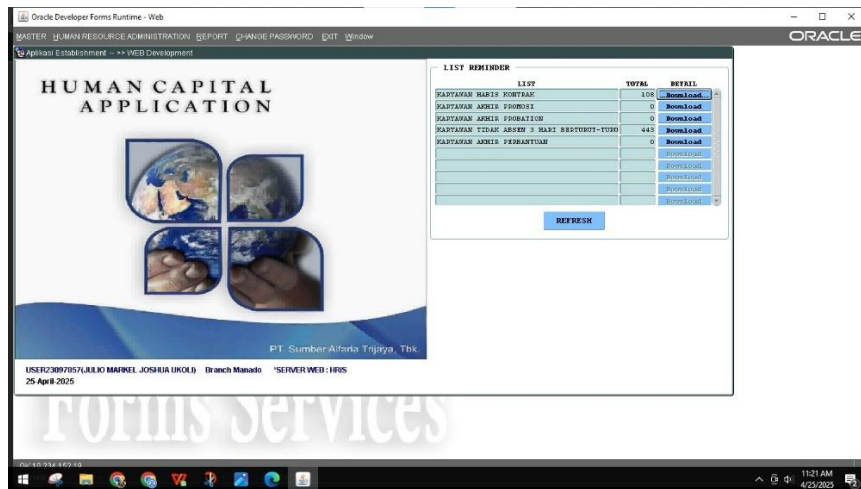 Oracle Developer Forms Runtime - Web
MASTER HUMAN RESOURCE ADMINISTRATION REPORT CHANGE PASSWORD EXIT Window
ORACLE
Aplikasi Establishment -- >> WEB Development
HUMAN CAPITAL
APPLICATION
PT. Sumber Alfaria Trijaya, Tbk.
LIST REMINDER
LIST TOTAL DETAIL
KARYAWAN HABIS KONTRAK 108 Download
KARYAWAN AKHIR PROMOSI 0 Download
KARYAWAN AKHIR PROBATION 0 Download
KARYAWAN TIDAK ABSEN 3 HARI BERTURUT-TURU 443 Download
KARYAWAN AKHIR PERBANTUAN 0 Download
Download
Download
Download
Download
Download
REFRESH
USER23097857(JULIO MARKEL JOSHUA UKOLI) Branch Manado *SERVER WEB : HRIS
25-April-2025
Forms Services
11:21 AM
4/25/2025